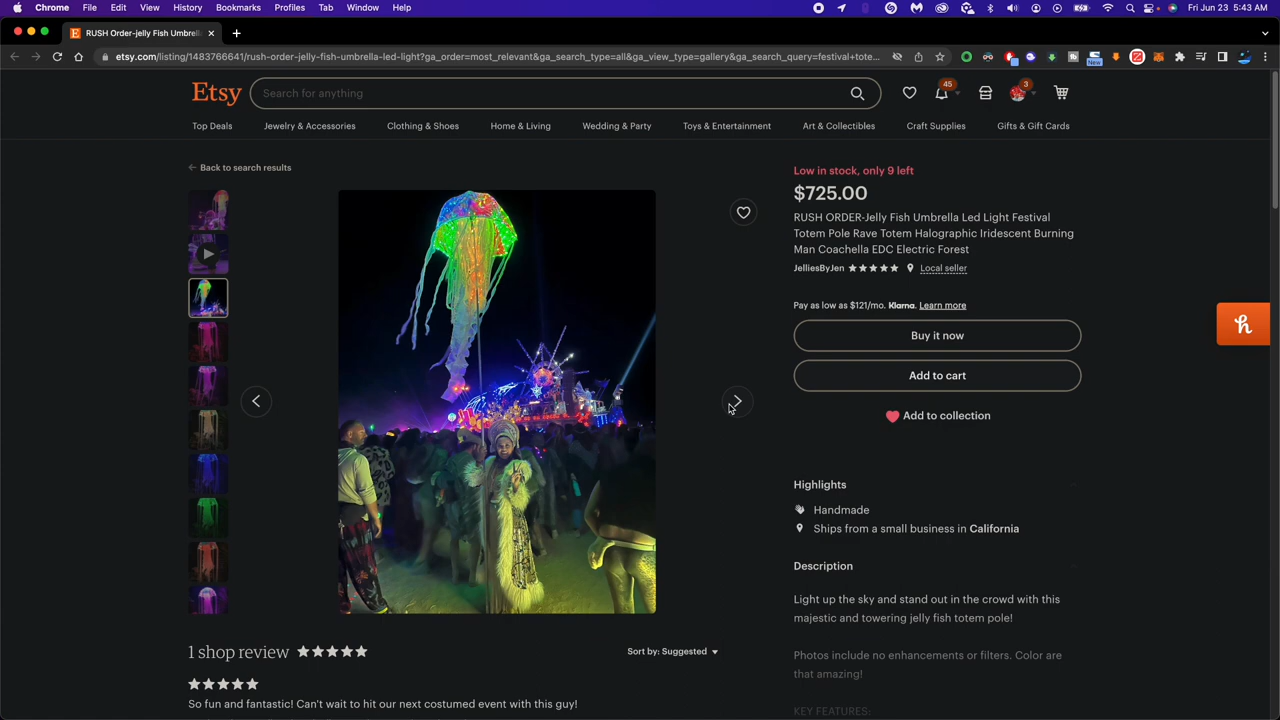 Chrome File Edit View History Bookmarks Profiles Tab Window Help Fri Jun 23 5:43 AM
RUSH Order-jelly Fish Umbrell
etsy.com/listing/1483766641/rush-order-jelly-fish-umbrella-led-light?ga_order=most_relevant&ga_search_type=all&ga_view_type=gallery&ga_search_query=festival+tote...
New
Etsy Search for anything 45 3
Top Deals Jewelry & Accessories Clothing & Shoes Home & Living Wedding & Party Toys & Entertainment Art & Collectibles Craft Supplies Gifts & Gift Cards
Back to search results
Low in stock, only 9 left
$725.00
RUSH ORDER-Jelly Fish Umbrella Led Light Festival
Totem Pole Rave Totem Halographic Iridescent Burning
Man Coachella EDC Electric Forest
JelliesByJen Local seller
Pay as low as $121/mo. Klarna. Learn more
Buy it now
Add to cart
Add to collection
h
Highlights
Handmade
Ships from a small business in California
Description
Light up the sky and stand out in the crowd with this
majestic and towering jelly fish totem pole!
Photos include no enhancements or filters. Color are
that amazing!
KEY FEATURES:
1 shop review
Sort by: Suggested
So fun and fantastic! Can't wait to hit our next costumed event with this guy!